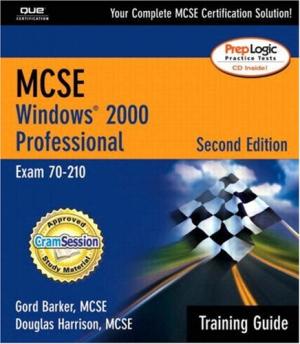 QUE
CERTIFICATION
Your Complete MCSE Certification Solution!
PrepLogic
Practice Tests
CD Inside!
MCSE
Windows® 2000
Professional
Second Edition
Exam 70-210
Approved
CramSession
Study Material
Gord Barker, MCSE
Douglas Harrison, MCSE
Training Guide